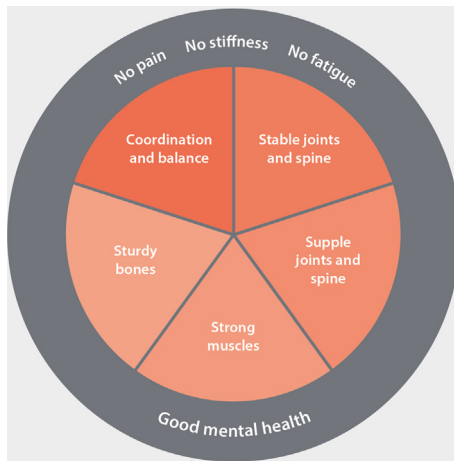 No pain No stiffness No fatigue
Coordination
and balance
Stable joints
and spine
Sturdy
bones
Supple
joints and
spine
Strong
muscles
Good mental health